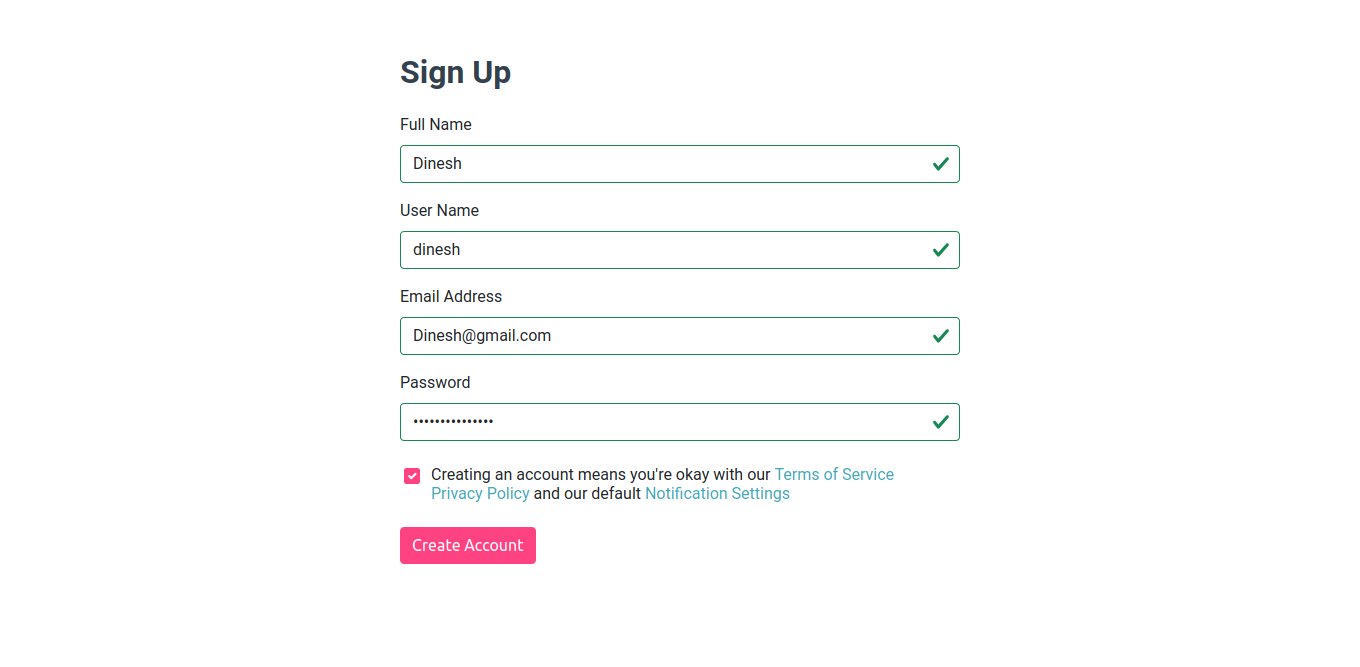 Sign Up
Full Name
Dinesh
User Name
dinesh
Email Address
Dinesh@gmail.com
Password
•••••••••••••••
Creating an account means you're okay with our Terms of Service
Privacy Policy and our default Notification Settings
Create Account